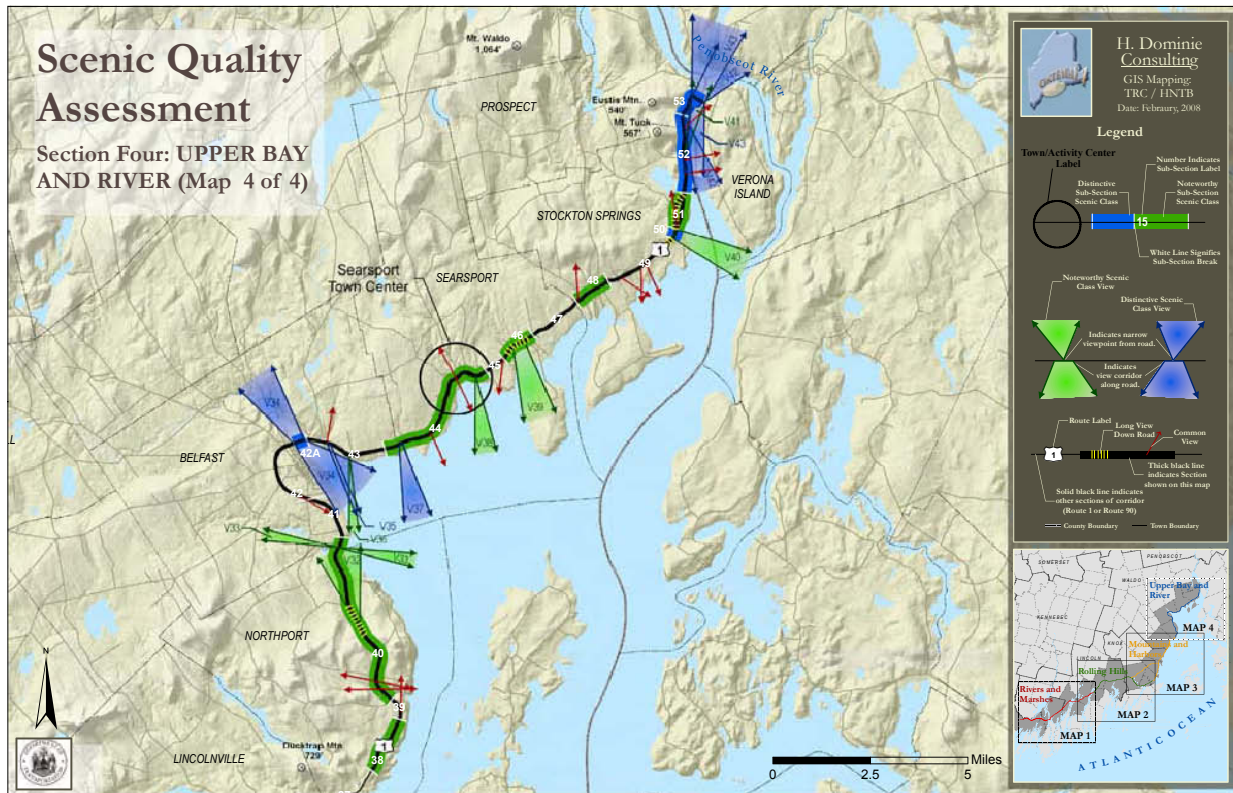 Scenic Quality
Assessment
Section Four: UPPER BAY
AND RIVER (Map 4 of 4)
Mt. Waldo
1,064'
PROSPECT
Penobscot River
Eustis Mtn.
540'
Mt. Tuck
567'
53
V43
V42
V41
V43
52
VERONA
ISLAND
STOCKTON SPRINGS
51
50
1
V40
49
Searsport
Town Center
SEARSPORT
48
47
46
45
V39
V38
44
V34
BELFAST
42A
43
V34
V37
42
41
V35
V36
V33
V33
V32
NORTHPORT
40
39
1
38
Ducktrap Mtn
729'
LINCOLNVILLE
N
0
2.5
5
Miles
H. Dominie
Consulting
GIS Mapping:
TRC / HNTB
Date: Febraury, 2008
Legend
Town/Activity Center
Label
Number Indicates
Sub-Section Label
Distinctive
Sub-Section
Scenic Class
Noteworthy
Sub-Section
Scenic Class
15
White Line Signifies
Sub-Section Break
Noteworthy Scenic
Class View
Distinctive Scenic
Class View
Indicates narrow
viewpoint from road.
Indicates
view corridor
along road.
Route Label
Long View
Down Road
Common
View
1
Thick black line
indicates Section
shown on this map
Solid black line indicates
other sections of corridor
(Route 1 or Route 90)
County Boundary
Town Boundary
SOMERSET
PENOBSCOT
WALDO
Upper Bay and
River
KENNEBEC
MAP 4
KNOX
LINCOLN
Rolling Hills
MAP 3
Rivers and
Marshes
MAP 2
MAP 1
ATLANTIC OCEAN